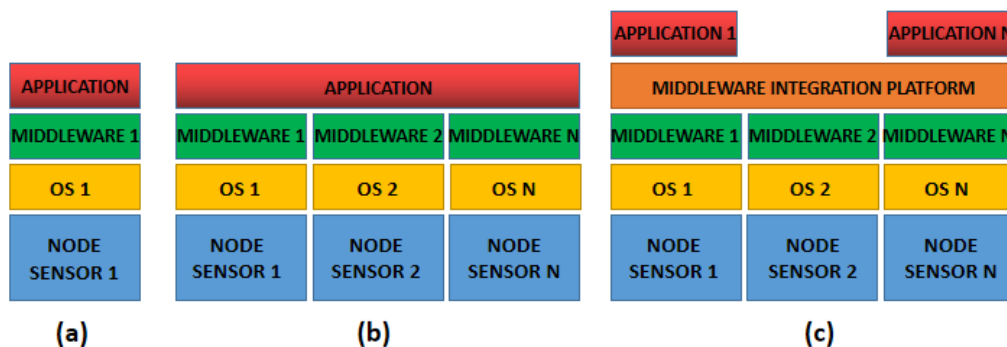 APPLICATION 1
APPLICATION N
APPLICATION
APPLICATION
MIDDLEWARE INTEGRATION PLATFORM
MIDDLEWARE 1
MIDDLEWARE 1
MIDDLEWARE 2
MIDDLEWARE N
MIDDLEWARE 1
MIDDLEWARE 2
MIDDLEWARE N
OS 1
OS 1
OS 2
OS N
OS 1
OS 2
OS N
NODE
SENSOR 1
NODE
SENSOR 1
NODE
SENSOR 2
NODE
SENSOR N
NODE
SENSOR 1
NODE
SENSOR 2
NODE
SENSOR N
(a)
(b)
(c)